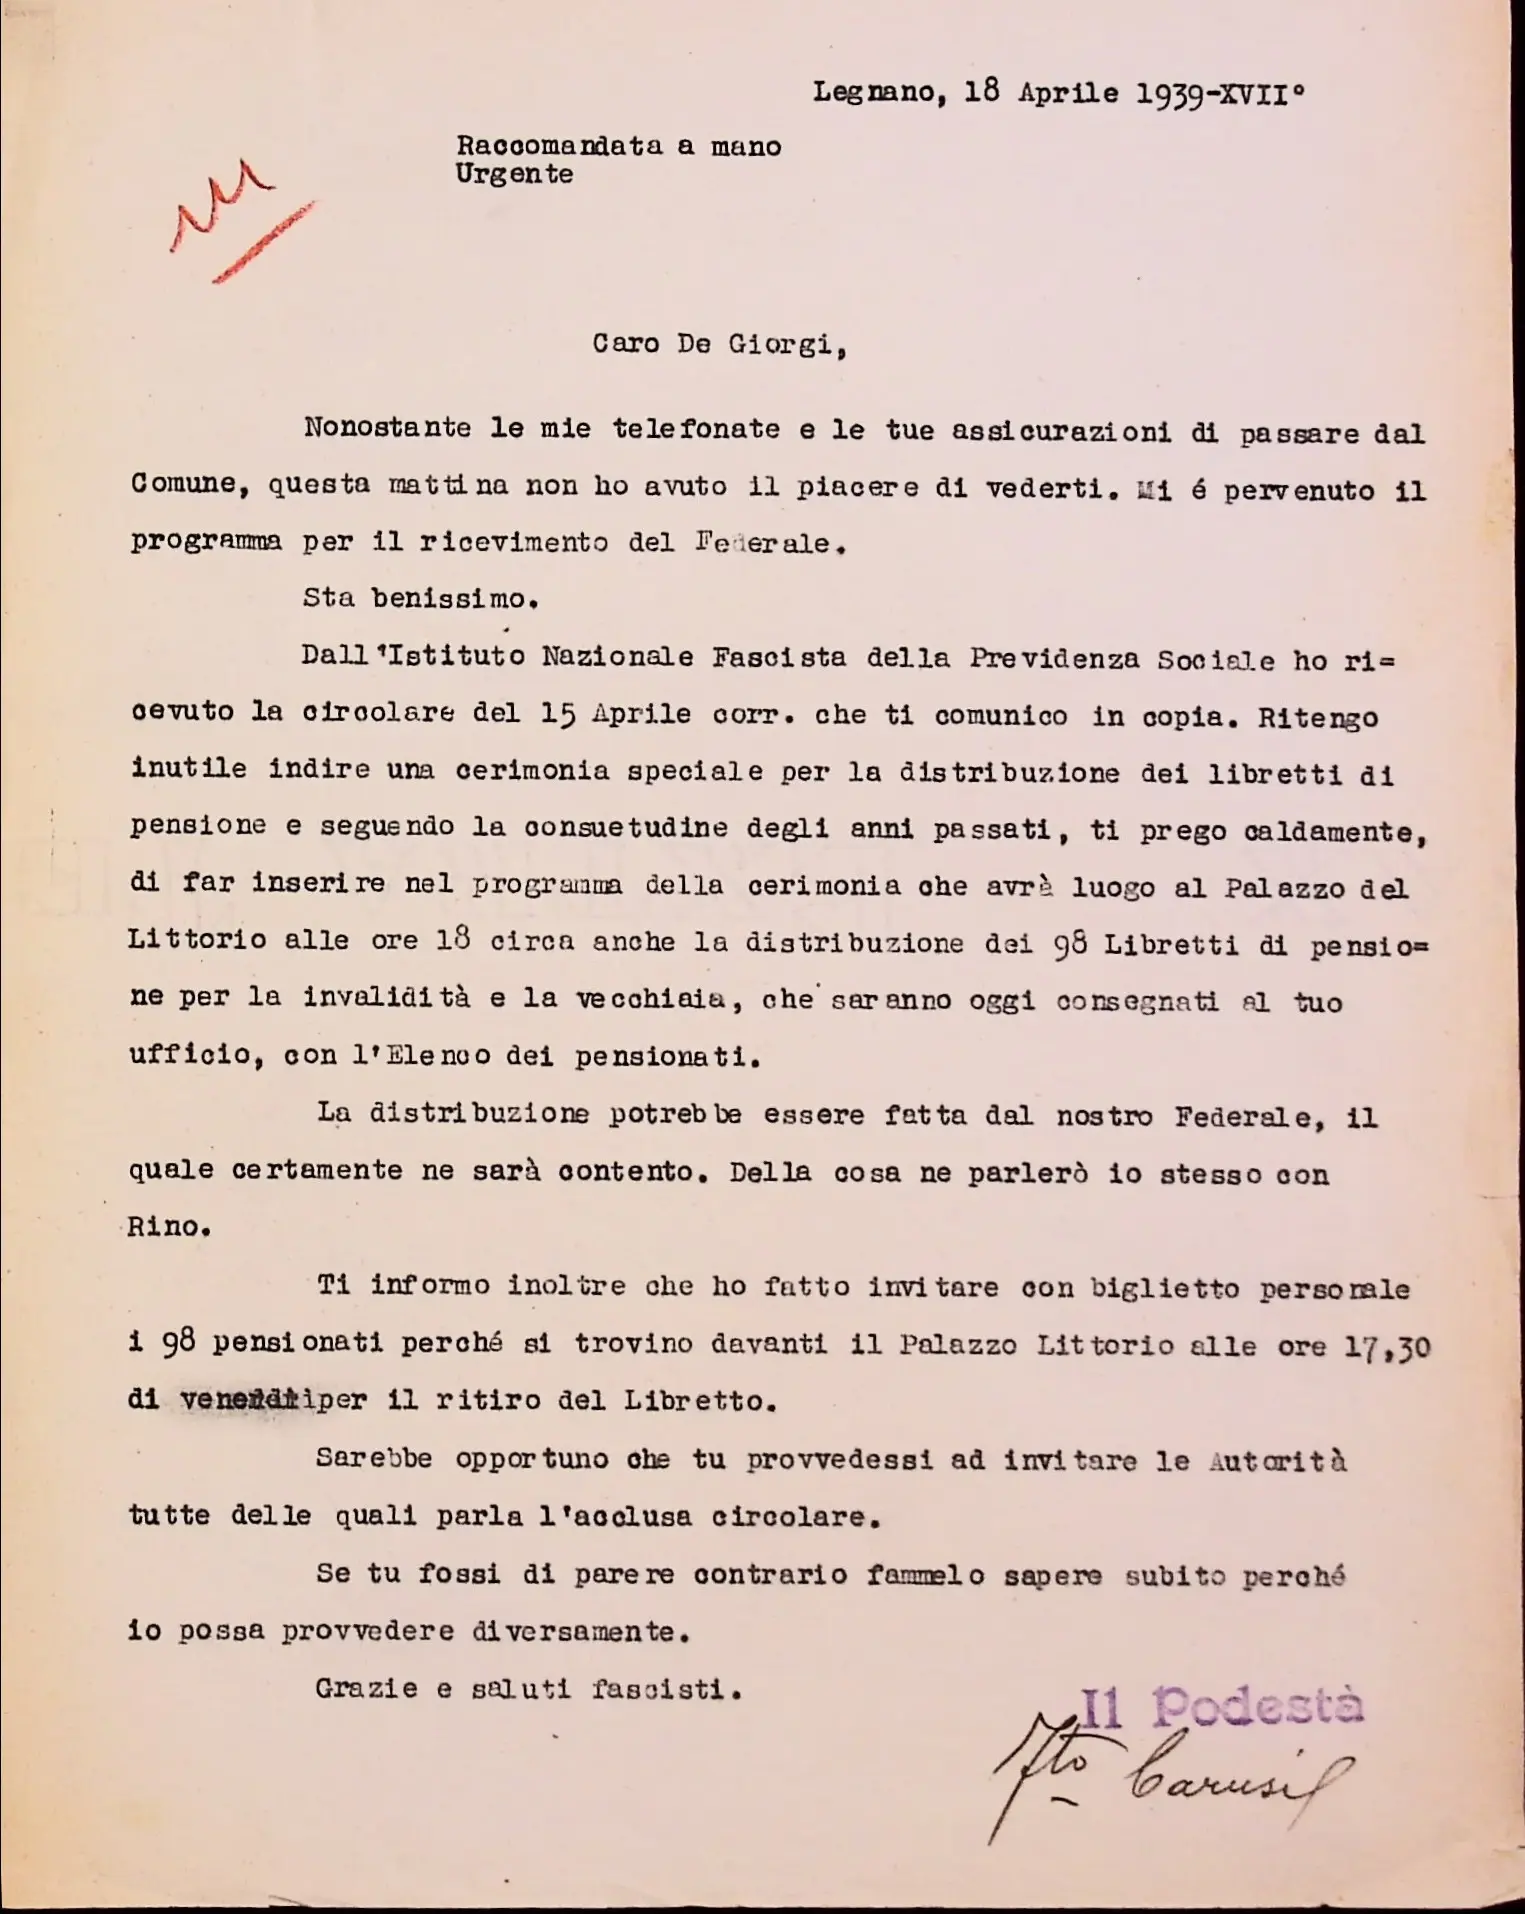 Legnano, 18 Aprile 1939-XVII°
Raccomandata a mano
Urgente
Caro De Giorgi,
Nonostante le mie telefonate e le tue assicurazioni di passare dal
Comune, questa mattina non ho avuto il piacere di vederti. Mi é pervenuto il
programma per il ricevimento del Federale.
Sta benissimo.
Dall'Istituto Nazionale Fascista della Previdenza Sociale ho ri=
cevuto la circolare del 15 Aprile corr. che ti comunico in copia. Ritengo
inutile indire una cerimonia speciale per la distribuzione dei libretti di
pensione e seguendo la consuetudine degli anni passati, ti prego caldamente,
di far inserire nel programma della cerimonia che avrà luogo al Palazzo del
Littorio alle ore 18 circa anche la distribuzione dei 98 Libretti di pensio=
ne per la invalidità e la vecchiaia, che saranno oggi consegnati al tuo
ufficio, con l'Elenco dei pensionati.
La distribuzione potrebbe essere fatta dal nostro Federale, il
quale certamente ne sarà contento. Della cosa ne parlerò io stesso con
Rino.
Ti informo inoltre che ho fatto invitare con biglietto personale
i 98 pensionati perché si trovino davanti il Palazzo Littorio alle ore 17,30
di per il ritiro del Libretto.
Sarebbe opportuno che tu provvedessi ad invitare le Autorità
tutte delle quali parla l'acclusa circolare.
Se tu fossi di parere contrario fammelo sapere subito perché
io possa provvedere diversamente.
Grazie e saluti fascisti.
Il Podestà
Fto Carusi